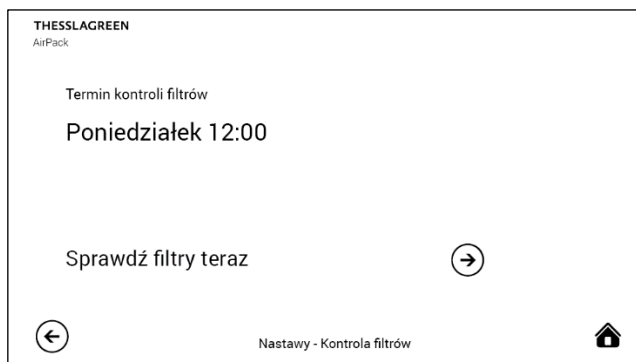 THESSLAGREEN
AirPack
Termin kontroli filtrów
Poniedziałek 12:00
Sprawdź filtry teraz
Nastawy - Kontrola filtrów